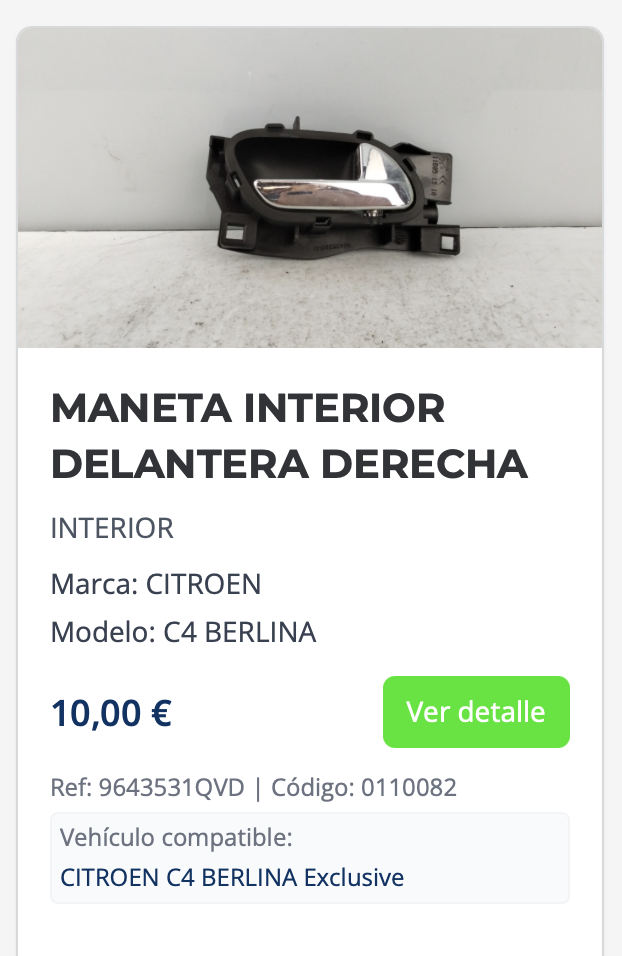 MANETA INTERIOR
DELANTERA DERECHA
INTERIOR
Marca: CITROEN
Modelo: C4 BERLINA
10,00 €
Ver detalle
Ref: 9643531QVD | Código: 0110082
Vehículo compatible:
CITROEN C4 BERLINA Exclusive